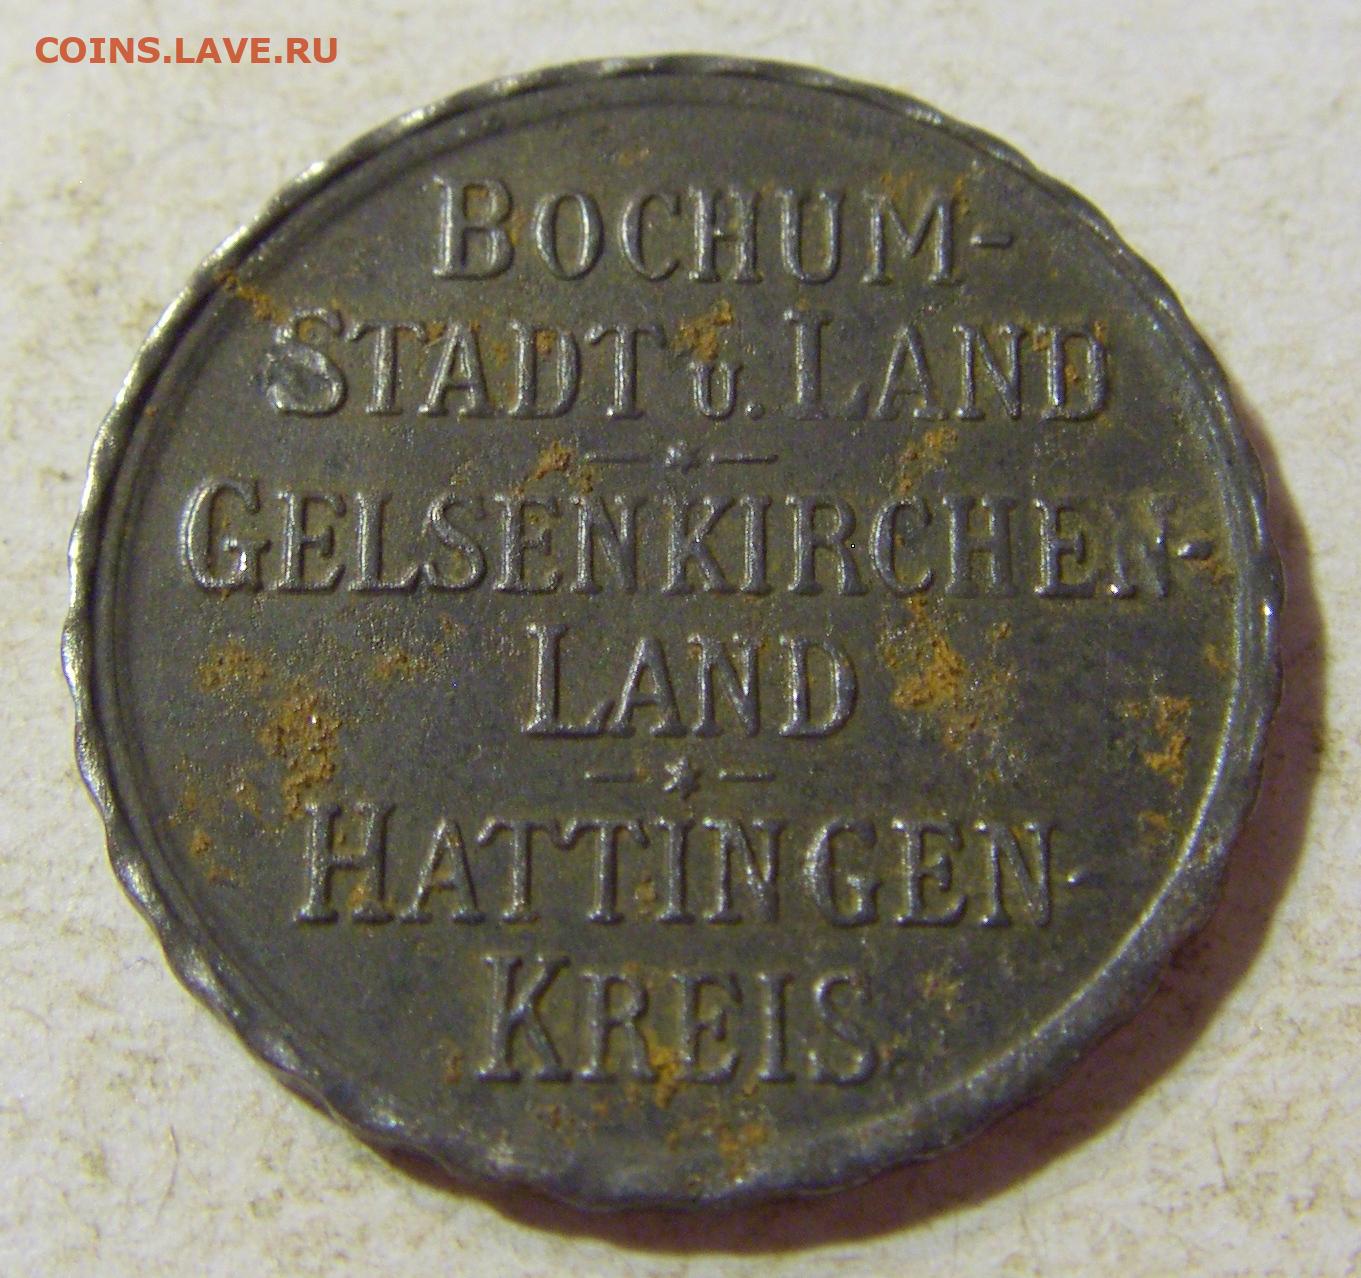 COINS.LAVE.RU
BOCHUM-
STADT U. LAND
GELSENKIRCHEN-
LAND
HATTINGEN-
KREIS